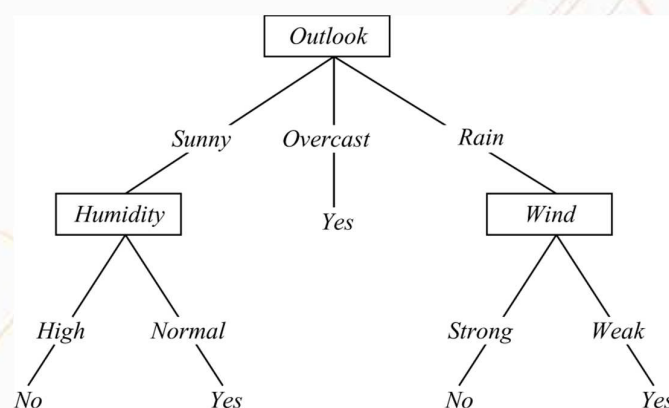 Outlook
Sunny Overcast Rain
Humidity Yes Wind
High Normal Strong Weak
No Yes No Yes